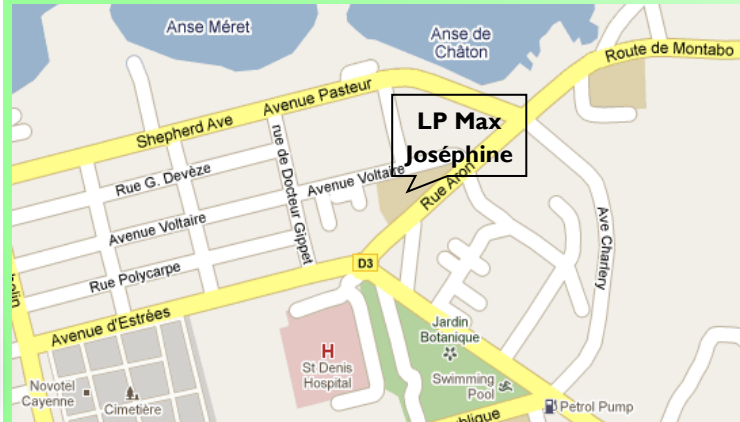 Anse Méret
Anse de
Châton
Route de Montabo
Avenue Pasteur
Shepherd Ave
LP Max
Joséphine
rue de Docteur Gippet
Rue G. Devèze
Avenue Voltaire
Rue Aron
Avenue Voltaire
Ave Charlery
Rue Polycarpe
D3
Avenue d'Estrées
Jardin
Botanique
H
St Denis
Hospital
Swimming
Pool
Novotel
Cayenne
Cimetière
Petrol Pump